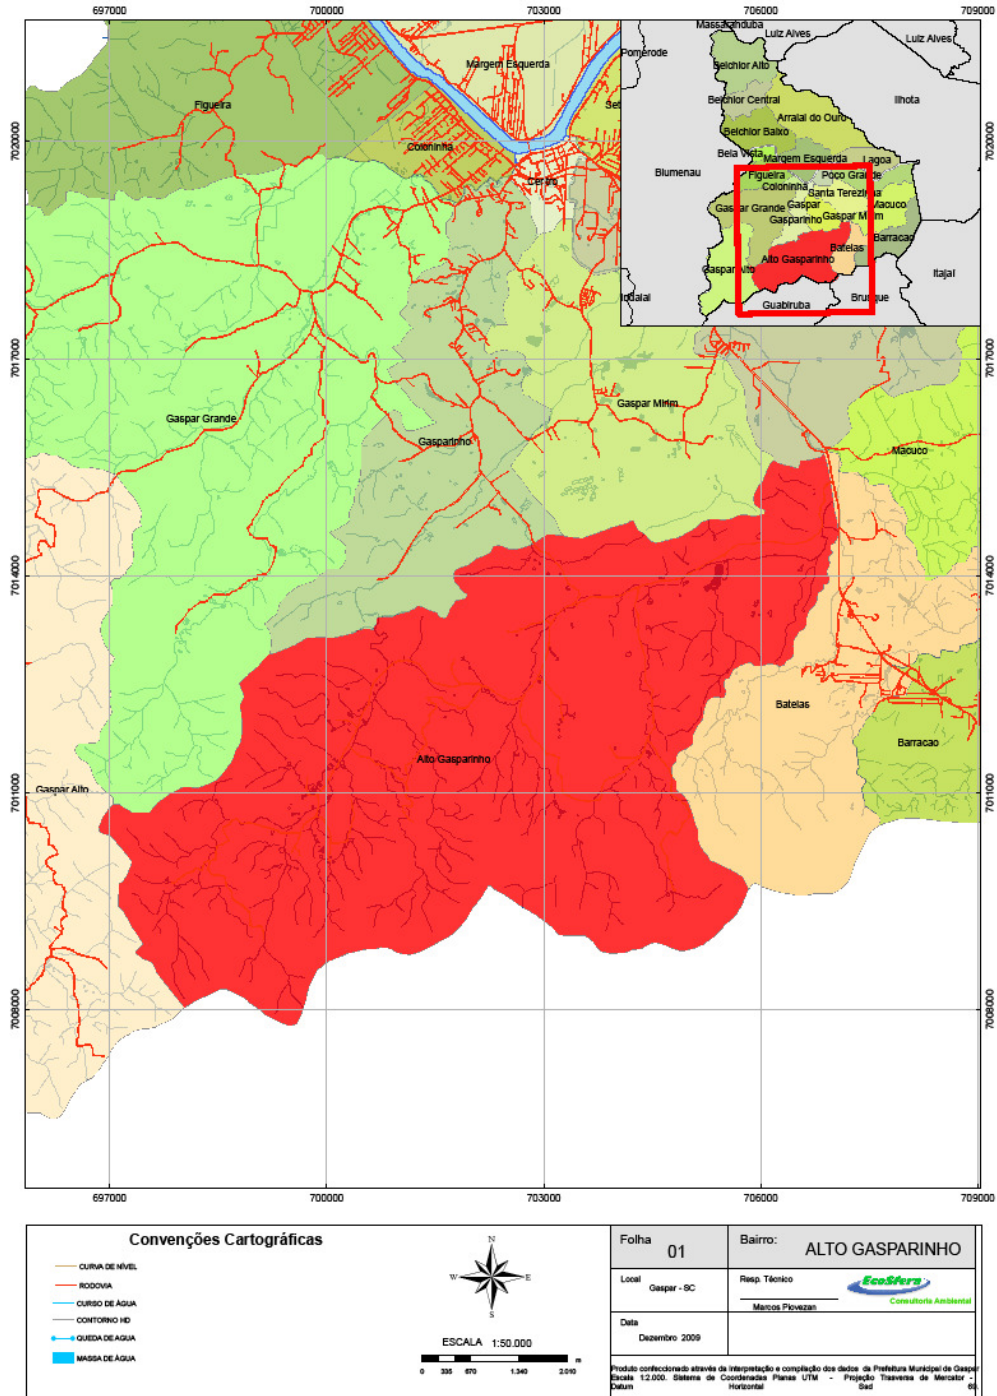 697000
700000
703000
706000
709000
Massaranduba
Luiz Alves
Luiz Alves
Pomerode
Margem Esquerda
Belchior Alto
Figueira
Belchior Central
Ilhota
Arraial do Ouro
7020000
7020000
Belchior Baixo
Coloninha
Bela Vista
Margem Esquerda
Lagoa
Blumenau
Figueira
Poco Grande
Centro
Coloninha
Santa Terezinha
Gaspar Grande
Gaspar
Macuco
Gasparinho
Gaspar Mirim
Batelas
Barracao
Alto Gasparinho
Gaspar Alto
Itajaí
Guabiruba
Brusque
7017000
7017000
Gaspar Grande
Gaspar Mirim
Gasparinho
Macuco
7014000
7014000
Batelas
Barracao
Alto Gasparinho
Gaspar Alto
7011000
7011000
7008000
7008000
697000
700000
703000
706000
709000
Convenções Cartográficas
CURVA DE NÍVEL
RODOVIA
CURSO DE ÁGUA
CONTORNO HD
QUEDA DE AGUA
MASSA DE ÁGUA
N
W
E
S
ESCALA 1:50.000
0 335 670 1.340 2.010
m
Folha
01
Bairro:
ALTO GASPARINHO
Local
Gaspar - SC
Resp. Técnico
Marcos Piovezan
EcoSfera
Consultoria Ambiental
Data
Dezembro 2009
Produto confeccionado através da interpretação e compilação dos dados da Prefeitura Municipal de Gaspar
Escala 1:2.000. Sistema de Coordenadas Planas UTM - Projeção Trasversa de Mercator -
Datum Horizontal Sad 69.